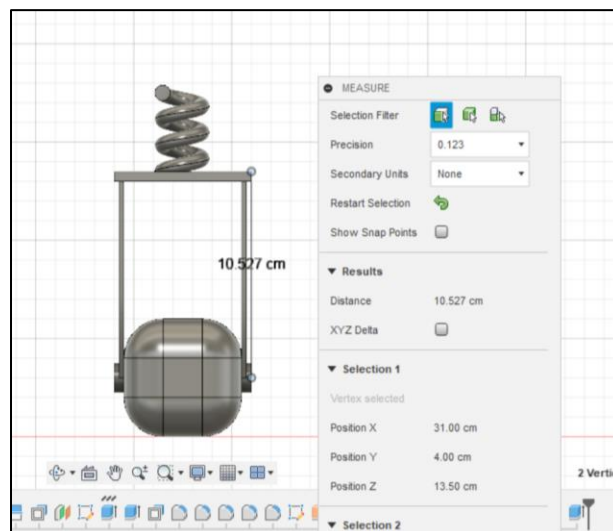 MEASURE
Selection Filter
Precision 0.123
Secondary Units None
Restart Selection
Show Snap Points
10.527 cm
Results
Distance 10.527 cm
XYZ Delta
Selection 1
Vertex selected
Position X 31.00 cm
Position Y 4.00 cm
Position Z 13.50 cm
2 Verti
Selection 2